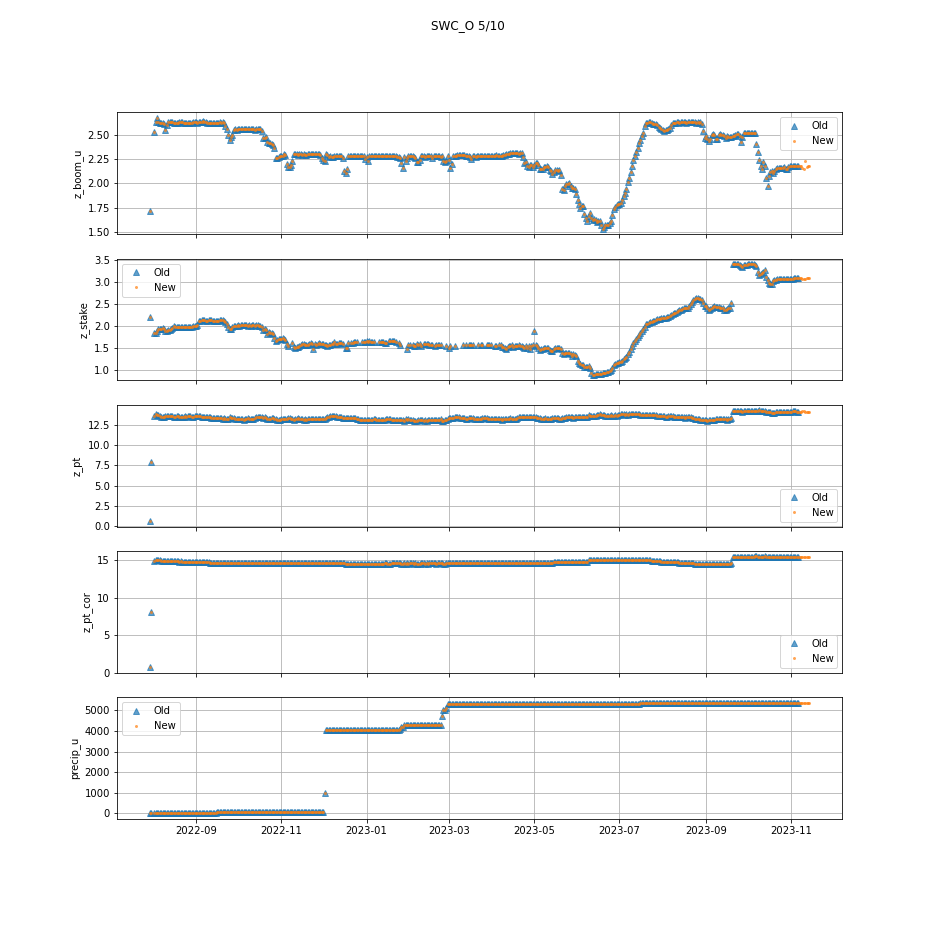 SWC_O 5/10
z_boom_u
2.50
2.25
2.00
1.75
1.50
Old
New
z_stake
3.5
3.0
2.5
2.0
1.5
1.0
Old
New
z_pt
12.5
10.0
7.5
5.0
2.5
0.0
Old
New
z_pt_cor
15
10
5
0
Old
New
precip_u
5000
4000
3000
2000
1000
0
Old
New
2022-09 2022-11 2023-01 2023-03 2023-05 2023-07 2023-09 2023-11